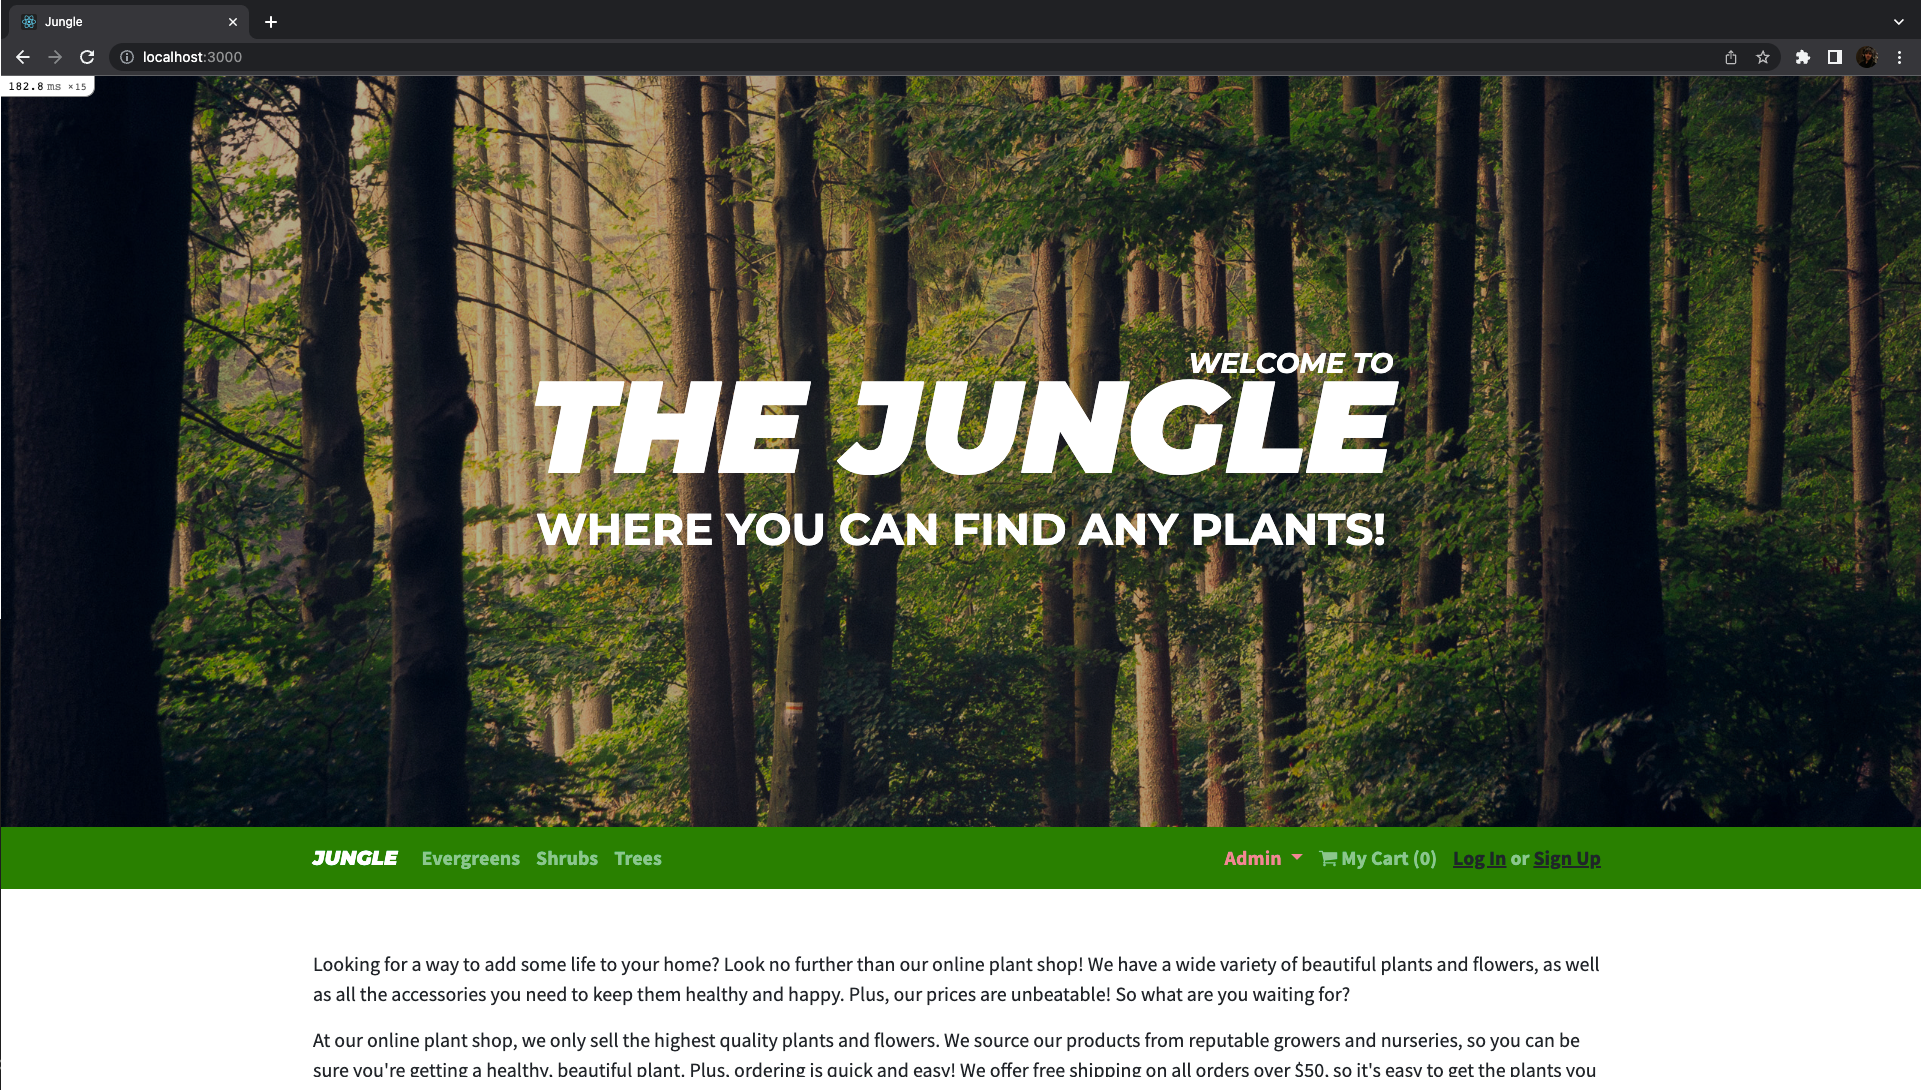 Jungle
localhost:3000
182.8 ms ×15
WELCOME TO
THE JUNGLE
WHERE YOU CAN FIND ANY PLANTS!
JUNGLE Evergreens Shrubs Trees Admin My Cart (0) Log In or Sign Up
Looking for a way to add some life to your home? Look no further than our online plant shop! We have a wide variety of beautiful plants and flowers, as well
as all the accessories you need to keep them healthy and happy. Plus, our prices are unbeatable! So what are you waiting for?
At our online plant shop, we only sell the highest quality plants and flowers. We source our products from reputable growers and nurseries, so you can be
sure you're getting a healthy, beautiful plant. Plus, ordering is quick and easy! We offer free shipping on all orders over $50, so it's easy to get the plants you